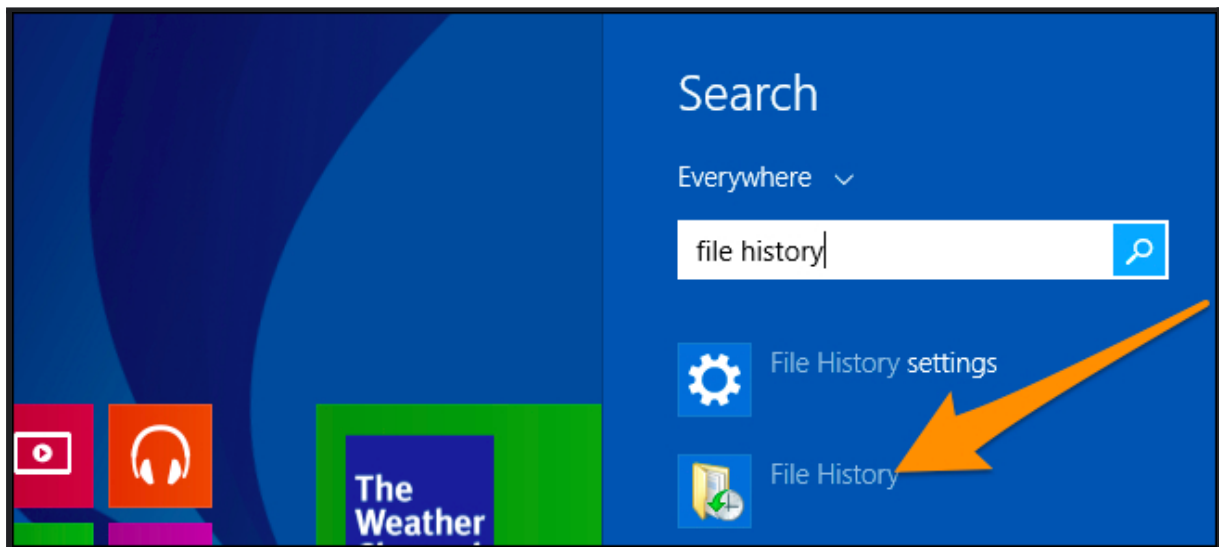 Search
Everywhere
file history
File History settings
File History
The
Weather